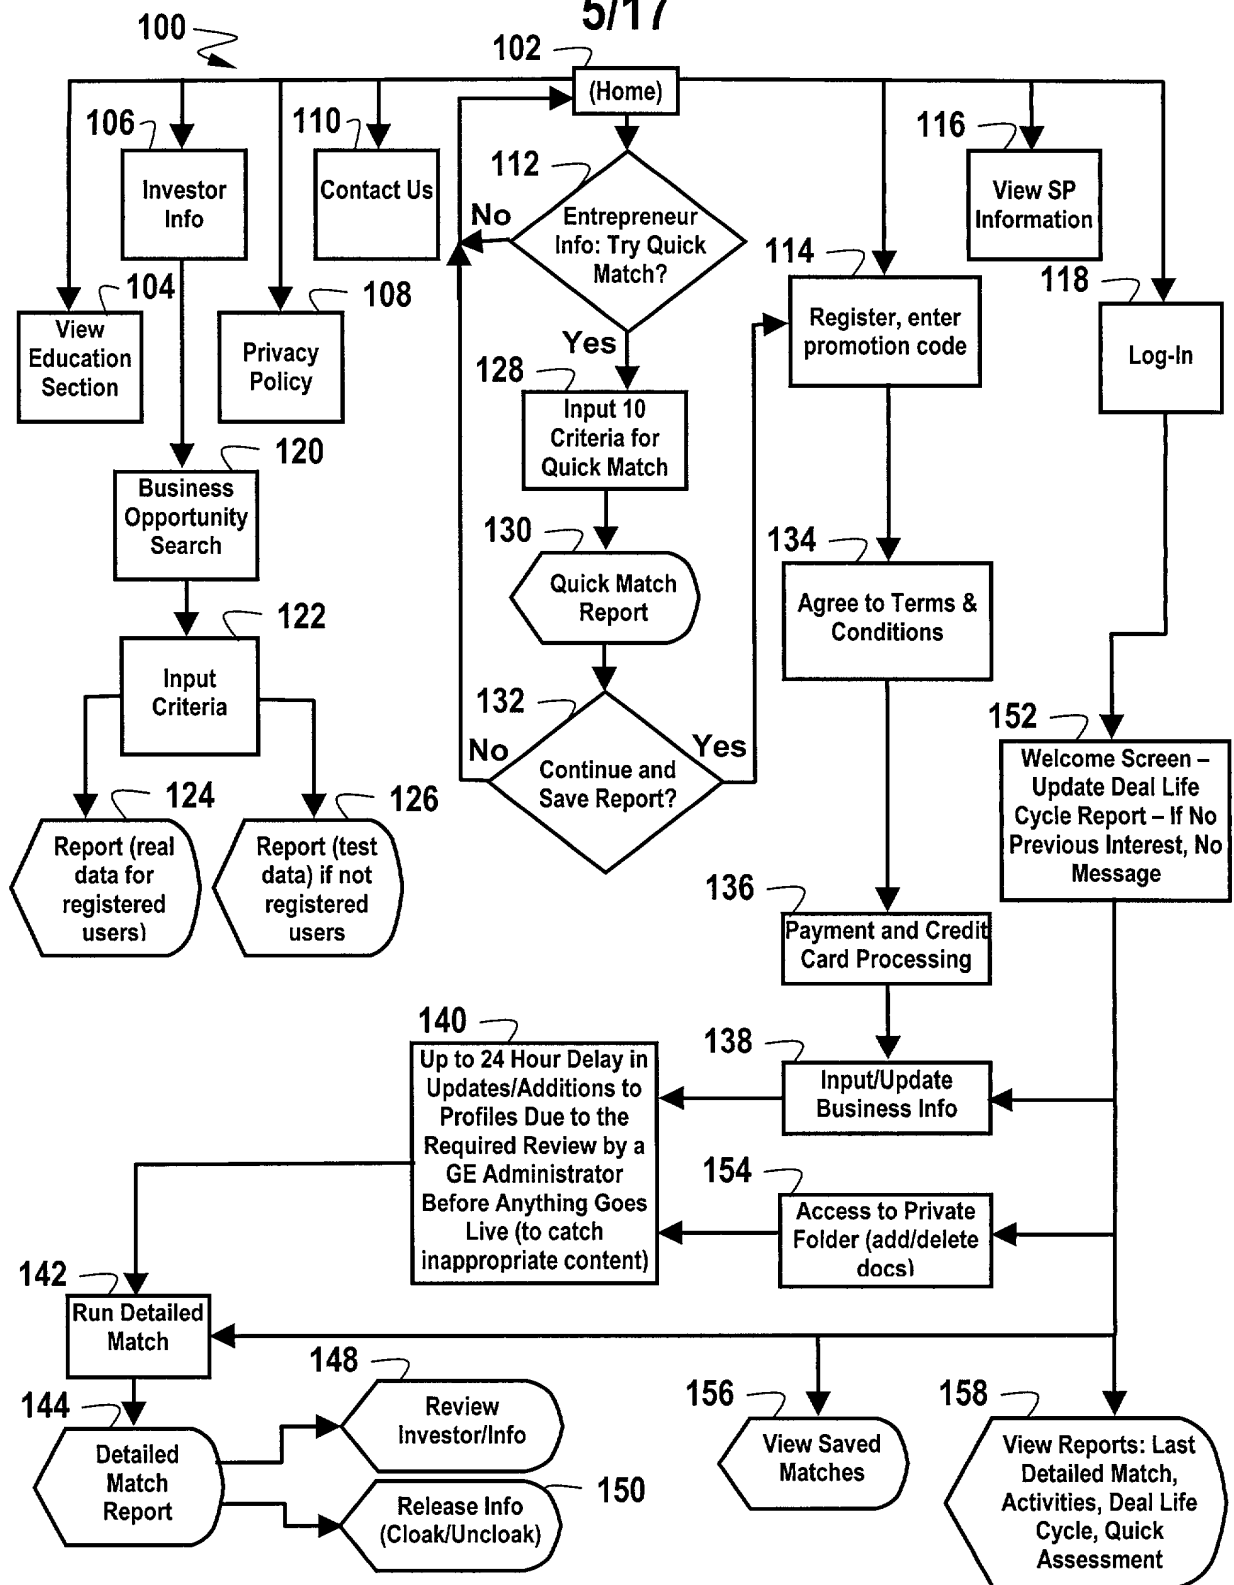 5/17
100
102
(Home)
106
110
112
116
Investor
Info
Contact Us
Entrepreneur
Info: Try Quick
Match?
No
Yes
View SP
Information
104
108
114
118
View
Education
Section
Privacy
Policy
Register, enter
promotion code
Log-In
128
Input 10
Criteria for
Quick Match
120
Business
Opportunity
Search
130
Quick Match
Report
134
Agree to Terms &
Conditions
122
Input
Criteria
132
Continue and
Save Report?
No
Yes
152
Welcome Screen –
Update Deal Life
Cycle Report – If No
Previous Interest, No
Message
124
Report (real
data for
registered
users)
126
Report (test
data) if not
registered
users
136
Payment and Credit
Card Processing
140
Up to 24 Hour Delay in
Updates/Additions to
Profiles Due to the
Required Review by a
GE Administrator
Before Anything Goes
Live (to catch
inappropriate content)
138
Input/Update
Business Info
154
Access to Private
Folder (add/delete
docs)
142
Run Detailed
Match
144
Detailed
Match
Report
148
Review
Investor/Info
150
Release Info
(Cloak/Uncloak)
156
View Saved
Matches
158
View Reports: Last
Detailed Match,
Activities, Deal Life
Cycle, Quick
Assessment